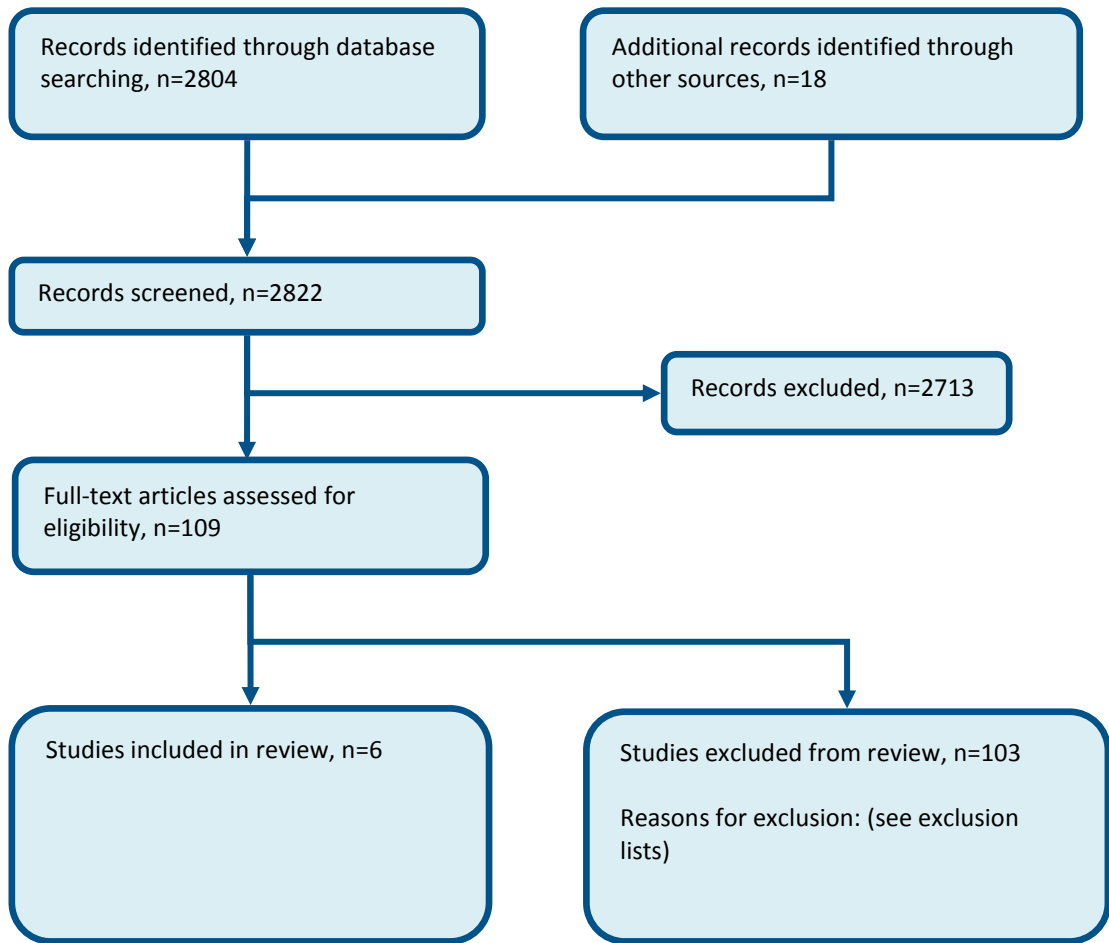 Records identified through database
searching, n=2804
Additional records identified through
other sources, n=18
Records screened, n=2822
Records excluded, n=2713
Full-text articles assessed for
eligibility, n=109
Studies included in review, n=6
Studies excluded from review, n=103
Reasons for exclusion: (see exclusion
lists)